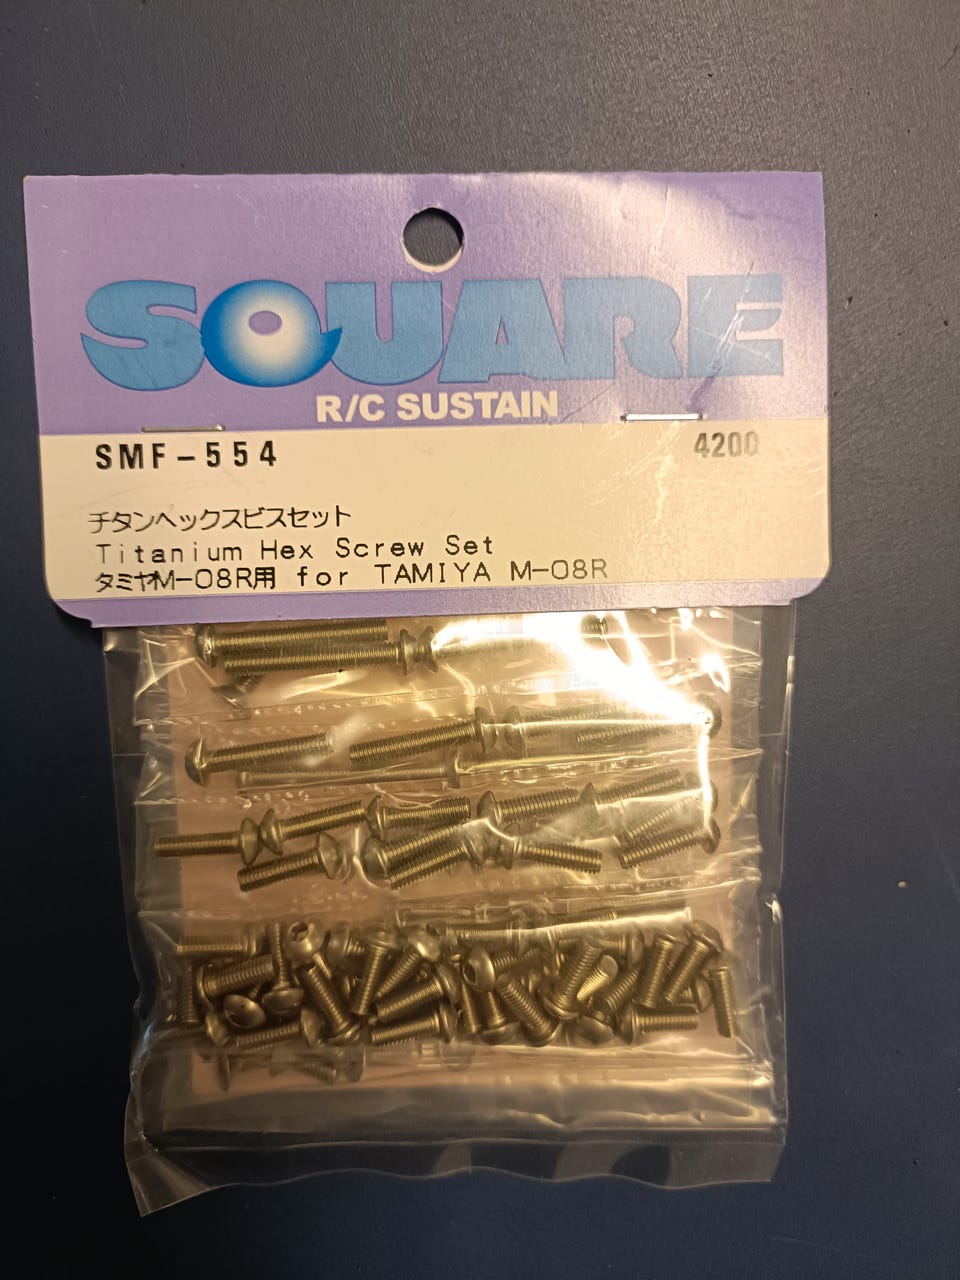 SQUARE
R/C SUSTAIN
SMF-554 4200
チタンヘックスビスセット
Titanium Hex Screw Set
タミヤM-08R用 for TAMIYA M-08R